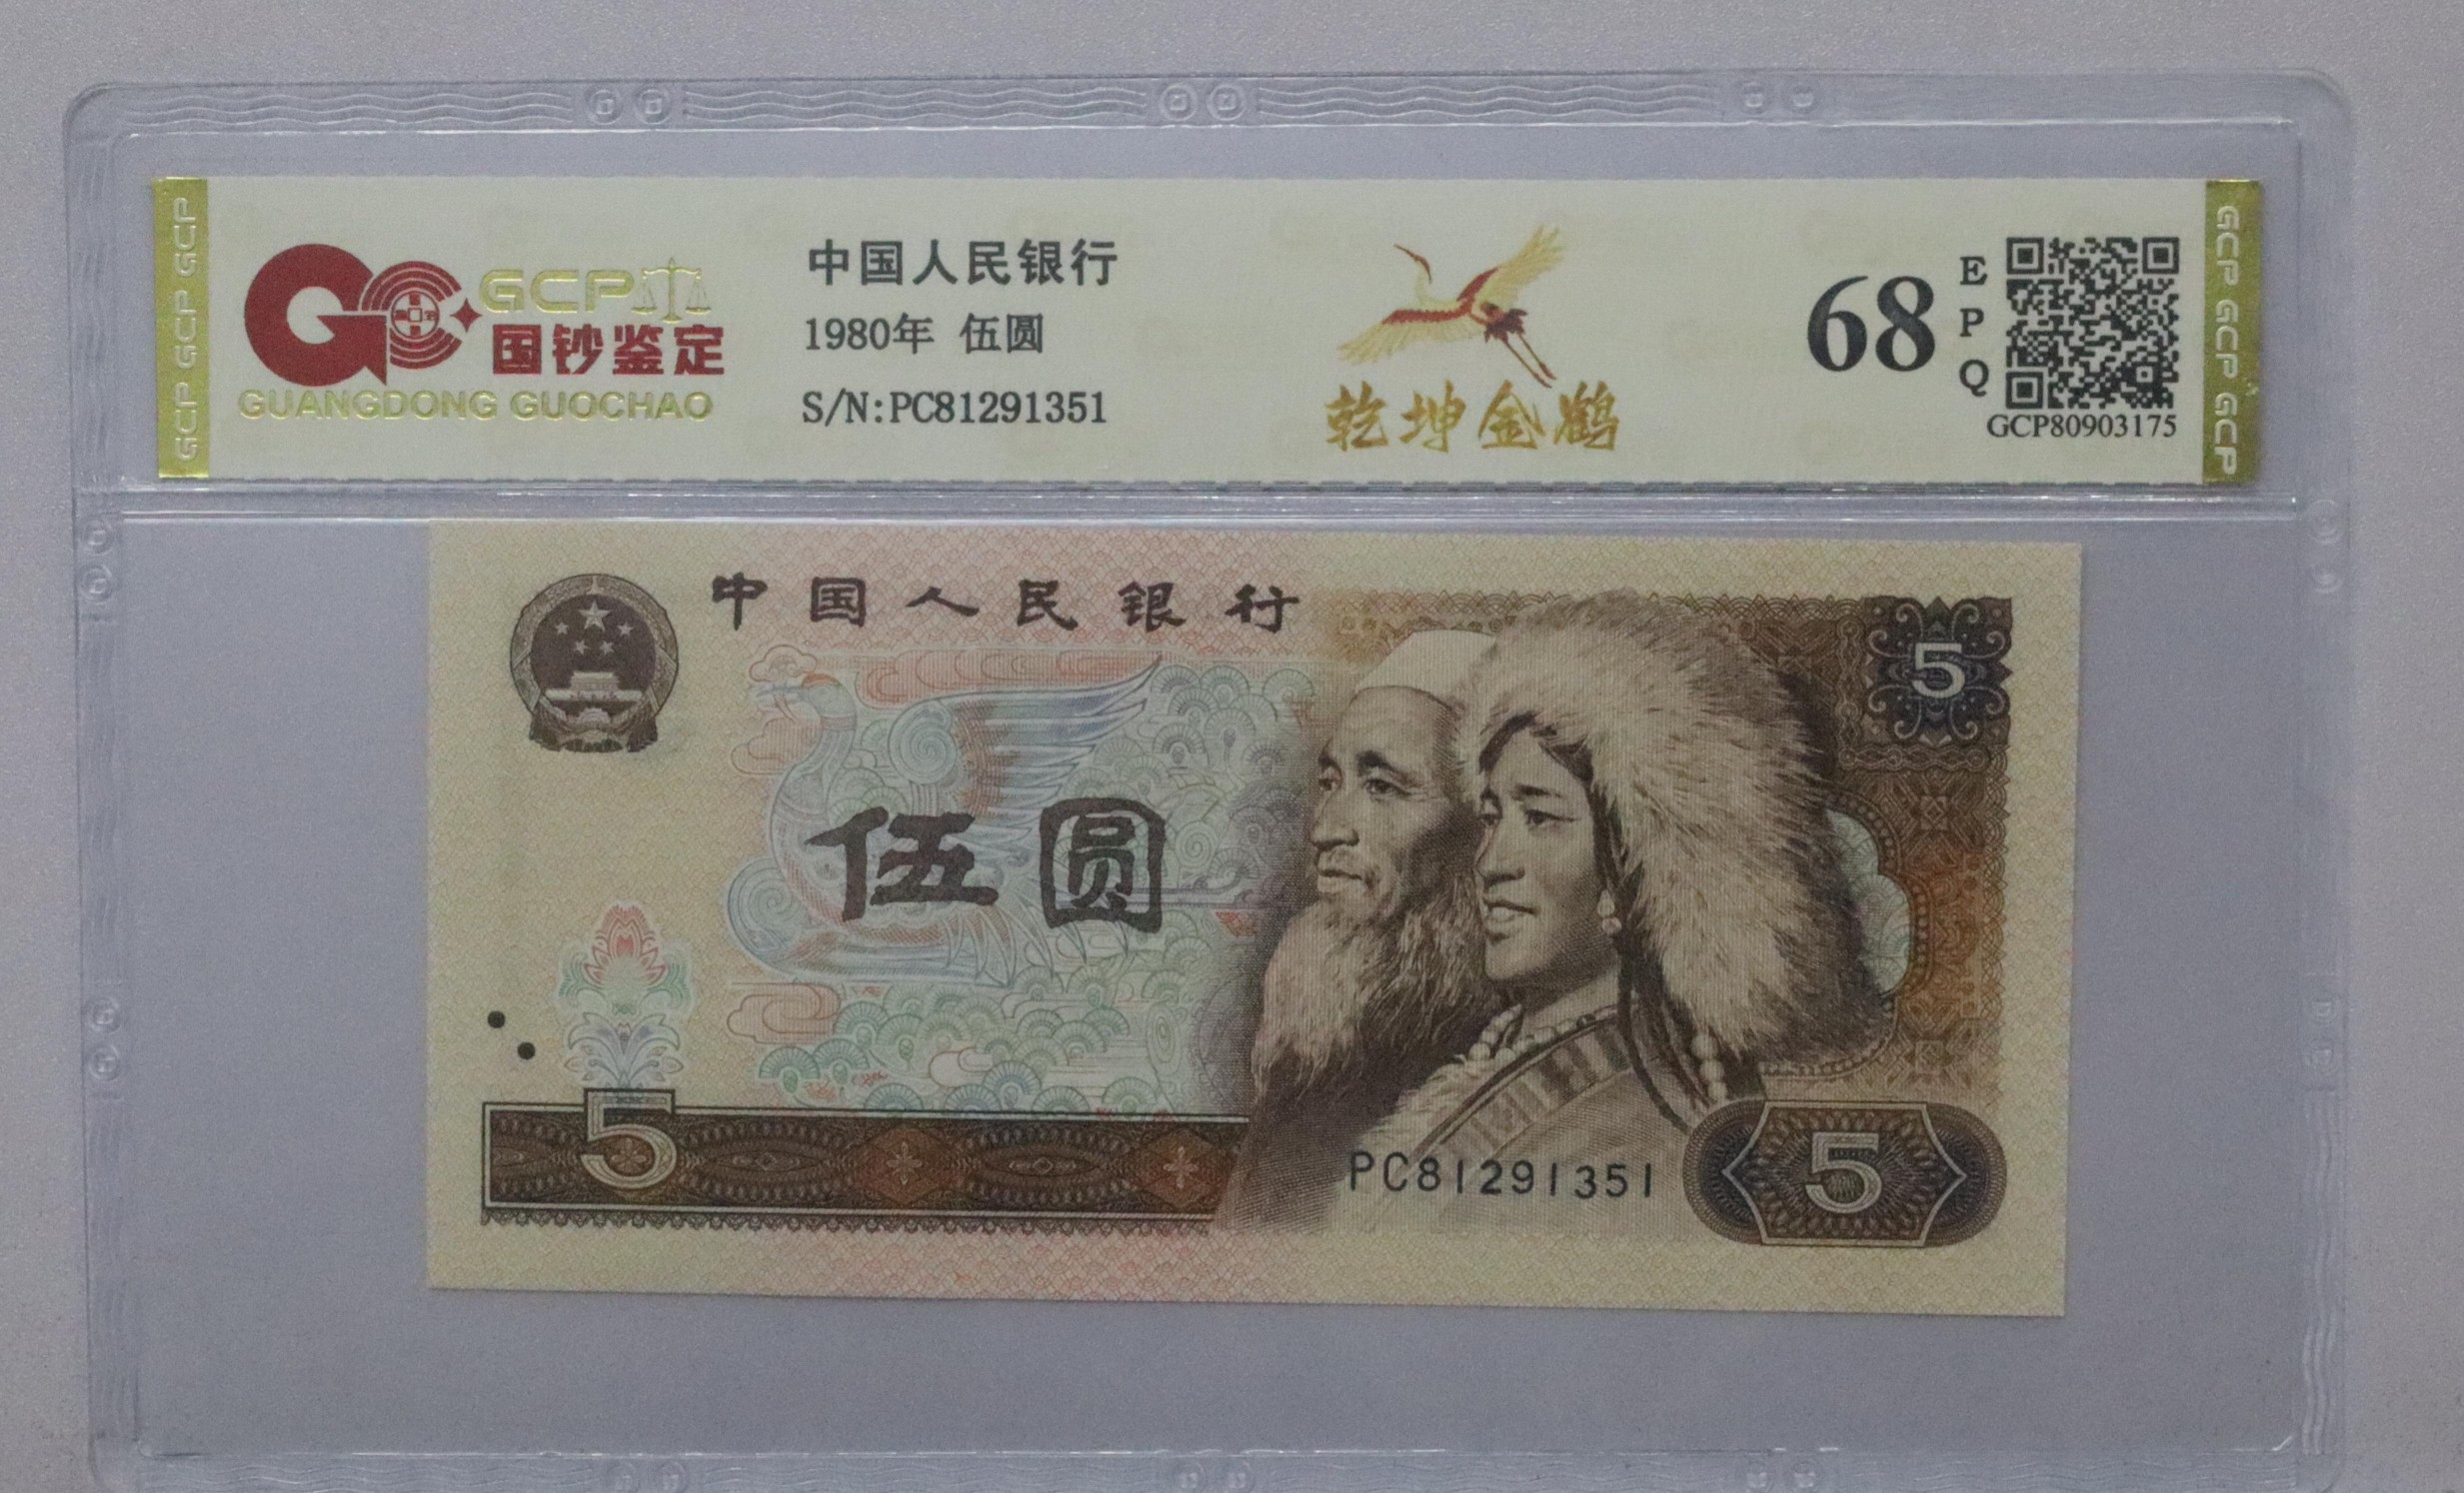 GCP GCP GCP
GCP
国钞鉴定
GUANGDONG GUOCHAO
中国人民银行
1980年 伍圆
S/N:PC81291351
乾坤金鹤
68
E
P
Q
GCP80903175
GCP GCP GCP GCP
中国人民银行
5
伍圆
5
PC81291351
5